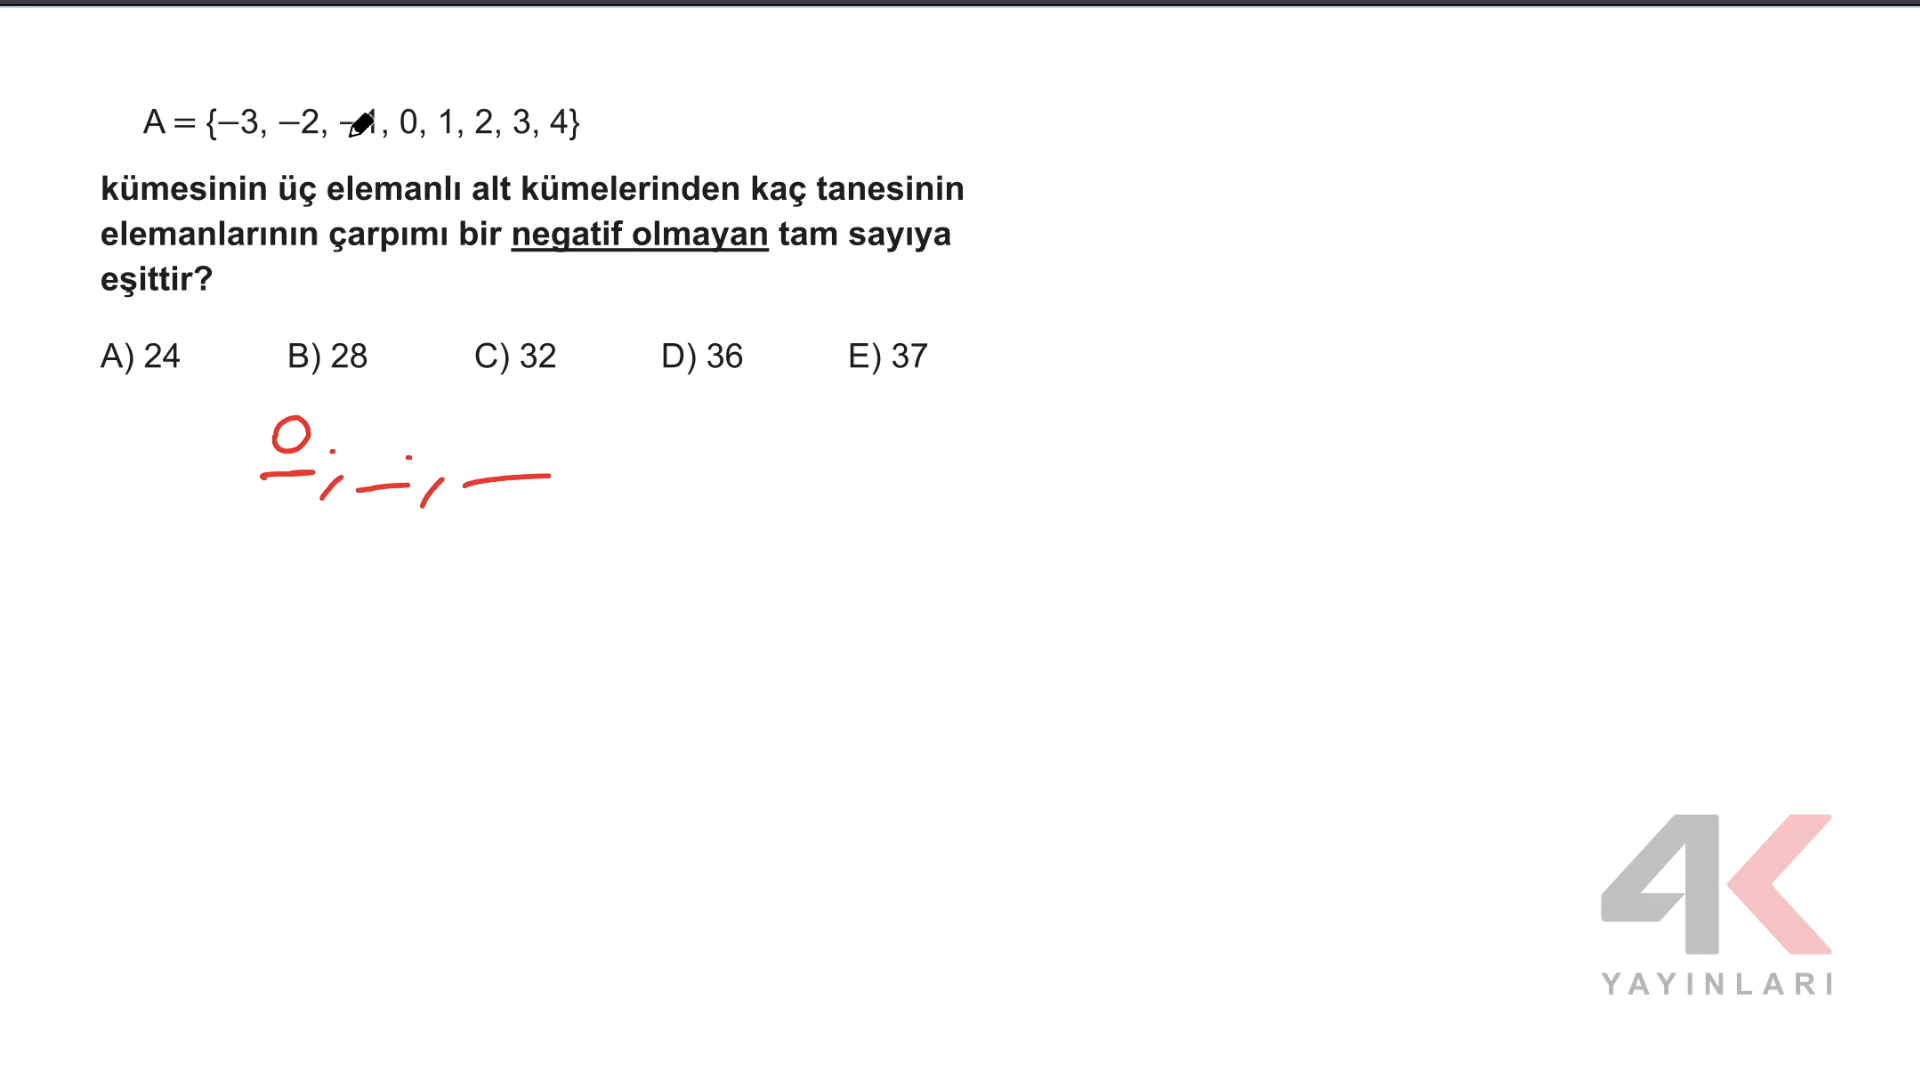 A = {–3, –2, –1, 0, 1, 2, 3, 4}
kümesinin üç elemanlı alt kümelerinden kaç tanesinin
elemanlarının çarpımı bir negatif olmayan tam sayıya
eşittir?
A) 24 B) 28 C) 32 D) 36 E) 37
0, ,
4K
YAYINLARI